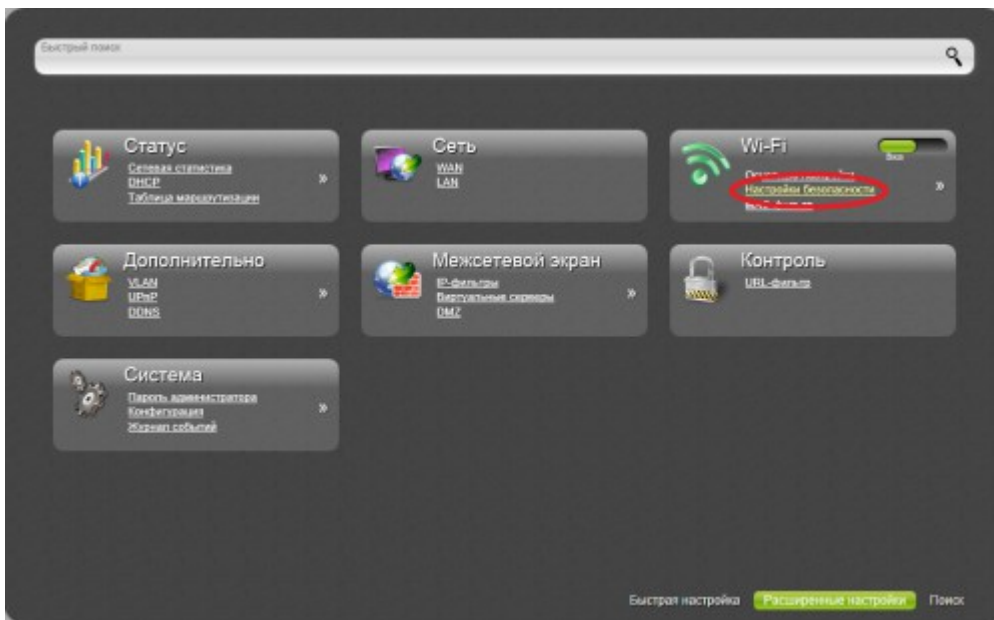 Быстрый поиск
Статус
Сетевая статистика
DHCP
Таблица маршрутизации
Сеть
WAN
LAN
Wi-Fi
Настройки безопасности
Дополнительно
VLAN
UPnP
DDNS
Межсетевой экран
IP-фильтры
Виртуальные серверы
DMZ
Контроль
URL-фильтр
Система
Пароль администратора
Конфигурация
Журнал событий
Быстрая настройка Расширенные настройки Поиск